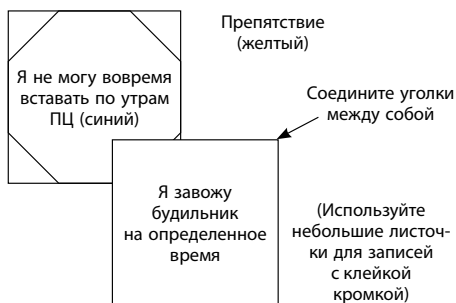 Препятствие
(желтый)
Я не могу вовремя
вставать по утрам
ПЦ (синий)
Соедините уголки
между собой
Я завожу
будильник
на определенное
время
(Используйте
небольшие листоч-
ки для записей
с клейкой
кромкой)